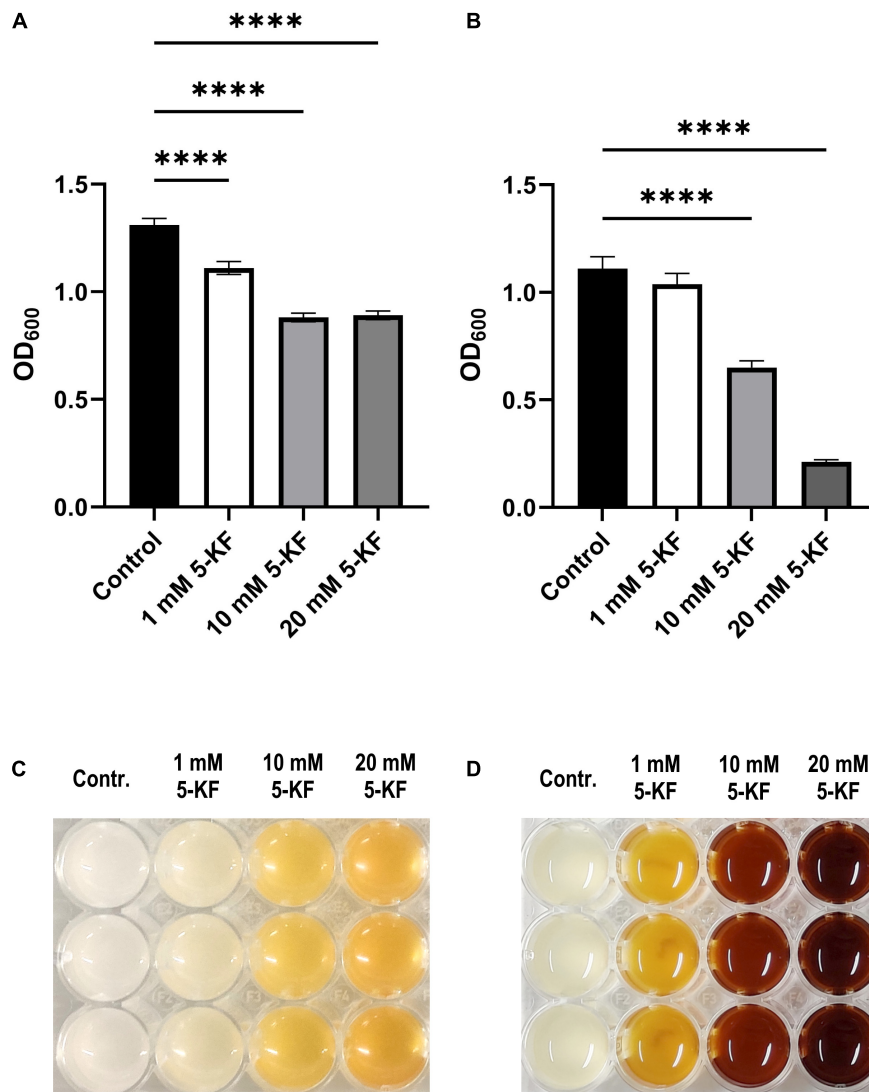 A
****
****
****
1.5
1.0
0.5
0.0
OD600
Control
1 mM 5-KF
10 mM 5-KF
20 mM 5-KF
B
****
****
1.5
1.0
0.5
0.0
OD600
Control
1 mM 5-KF
10 mM 5-KF
20 mM 5-KF
C
Contr.
1 mM
5-KF
10 mM
5-KF
20 mM
5-KF
D
Contr.
1 mM
5-KF
10 mM
5-KF
20 mM
5-KF